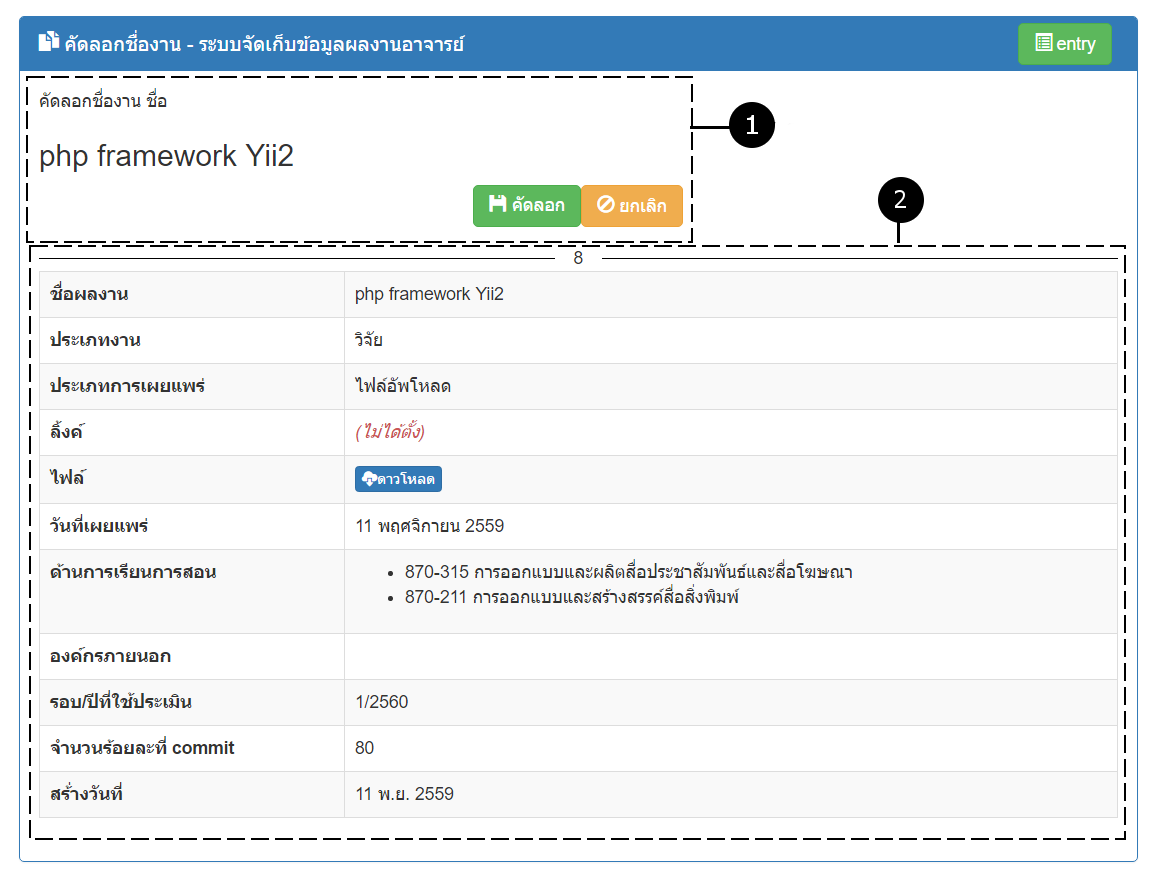 คัดลอกชื่องาน - ระบบจัดเก็บข้อมูลผลงานอาจารย์
entry
คัดลอกชื่องาน ชื่อ
1
php framework Yii2
คัดลอก ยกเลิก
2
8
ชื่อผลงาน php framework Yii2
ประเภทงาน วิจัย
ประเภทการเผยแพร่ ไฟล์อัพโหลด
ลิ้งค์ (ไม่ได้ตั้ง)
ไฟล์ ดาวโหลด
วันที่เผยแพร่ 11 พฤศจิกายน 2559
ด้านการเรียนการสอน • 870-315 การออกแบบและผลิตสื่อประชาสัมพันธ์และสื่อโฆษณา
• 870-211 การออกแบบและสร้างสรรค์สื่อสิ่งพิมพ์
องค์กรภายนอก
รอบ/ปีที่ใช้ประเมิน 1/2560
จำนวนร้อยละที่ commit 80
สร้างวันที่ 11 พ.ย. 2559